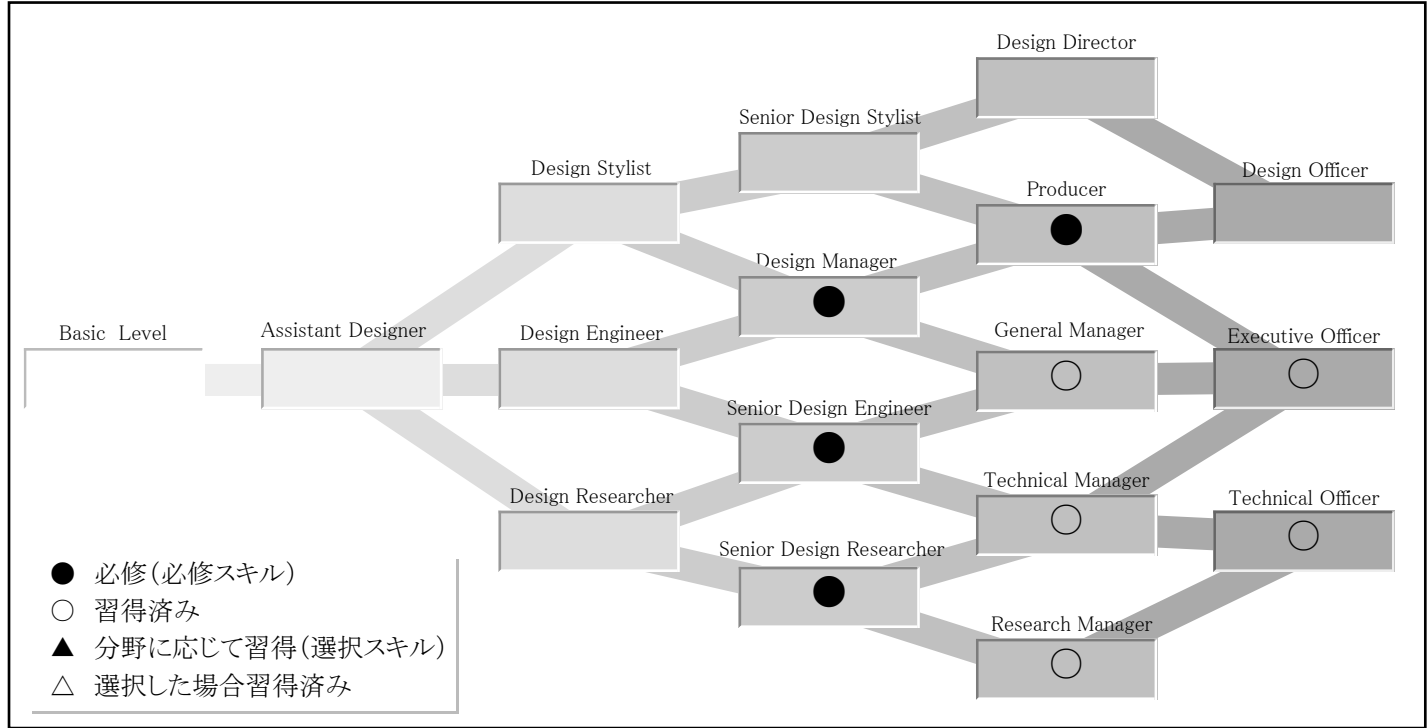 Design Director
Senior Design Stylist
Design Stylist
Design Officer
Producer
●
Design Manager
●
Basic Level
Assistant Designer
Design Engineer
General Manager
○
Executive Officer
○
Senior Design Engineer
●
Design Researcher
Technical Manager
○
Technical Officer
○
Senior Design Researcher
●
Research Manager
○
● 必修(必修スキル)
○ 習得済み
▲ 分野に応じて習得(選択スキル)
△ 選択した場合習得済み